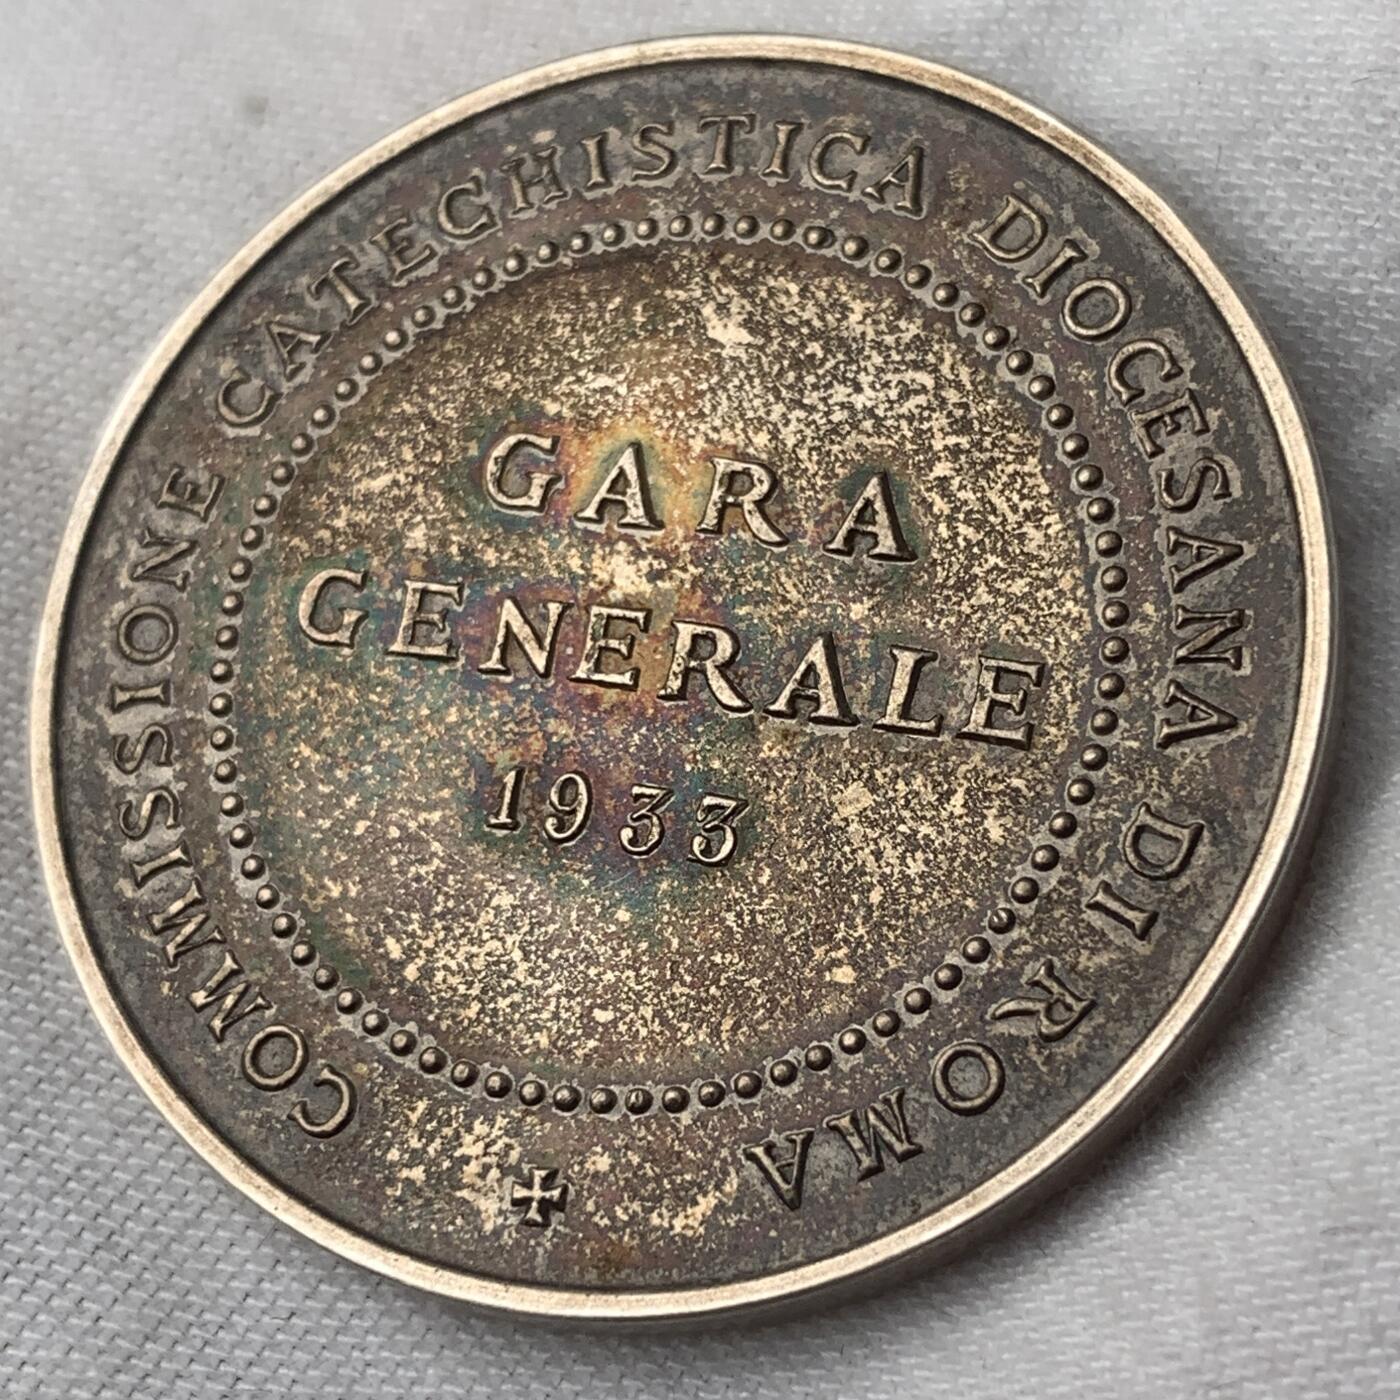 COMMISSIONE CATECHISTICA DIOCESANA DI ROMA
GARA
GENERALE
1933